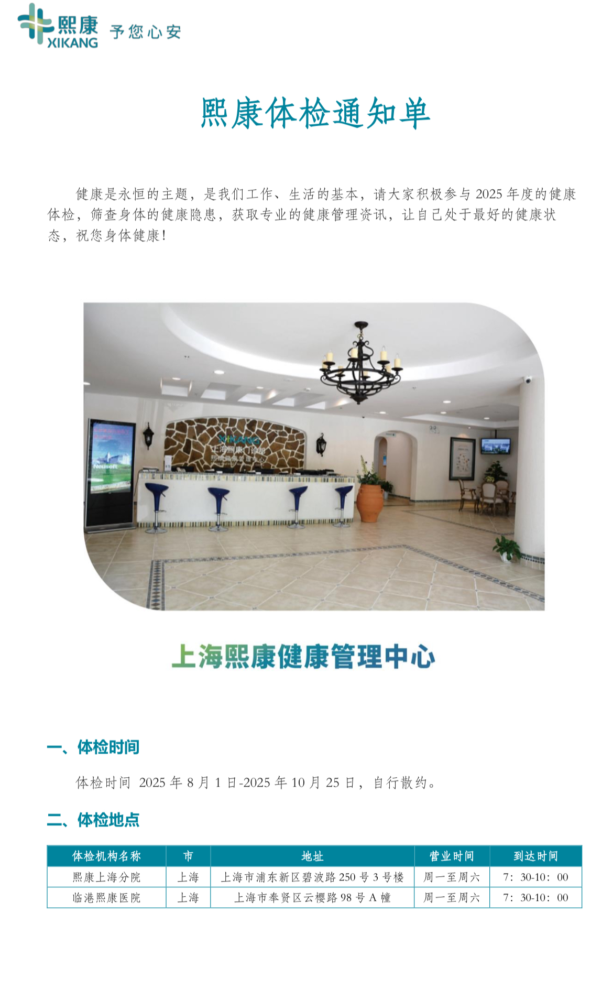 熙康
XIKANG
予您心安
熙康体检通知单
健康是永恒的主题，是我们工作、生活的基本，请大家积极参与 2025 年度的健康
体检，筛查身体的健康隐患，获取专业的健康管理资讯，让自己处于最好的健康状
态，祝您身体健康！
XIKANG
上海熙康门诊部
熙康健康管理中心
Neusoft
上海熙康健康管理中心
一、体检时间
体检时间 2025 年 8 月 1 日-2025 年 10 月 25 日，自行散约。
二、体检地点
体检机构名称 市 地址 营业时间 到达时间
熙康上海分院 上海 上海市浦东新区碧波路 250 号 3 号楼 周一至周六 7：30-10：00
临港熙康医院 上海 上海市奉贤区云樱路 98 号 A 幢 周一至周六 7：30-10：00